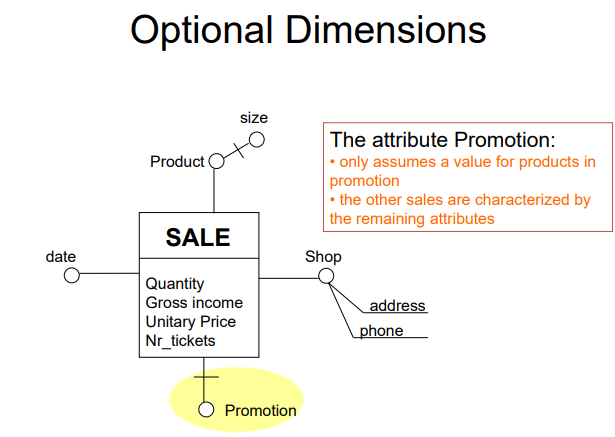 Optional Dimensions
size
Product
The attribute Promotion:
• only assumes a value for products in
promotion
• the other sales are characterized by
the remaining attributes
SALE
date
Shop
Quantity
Gross income
Unitary Price
Nr_tickets
address
phone
Promotion